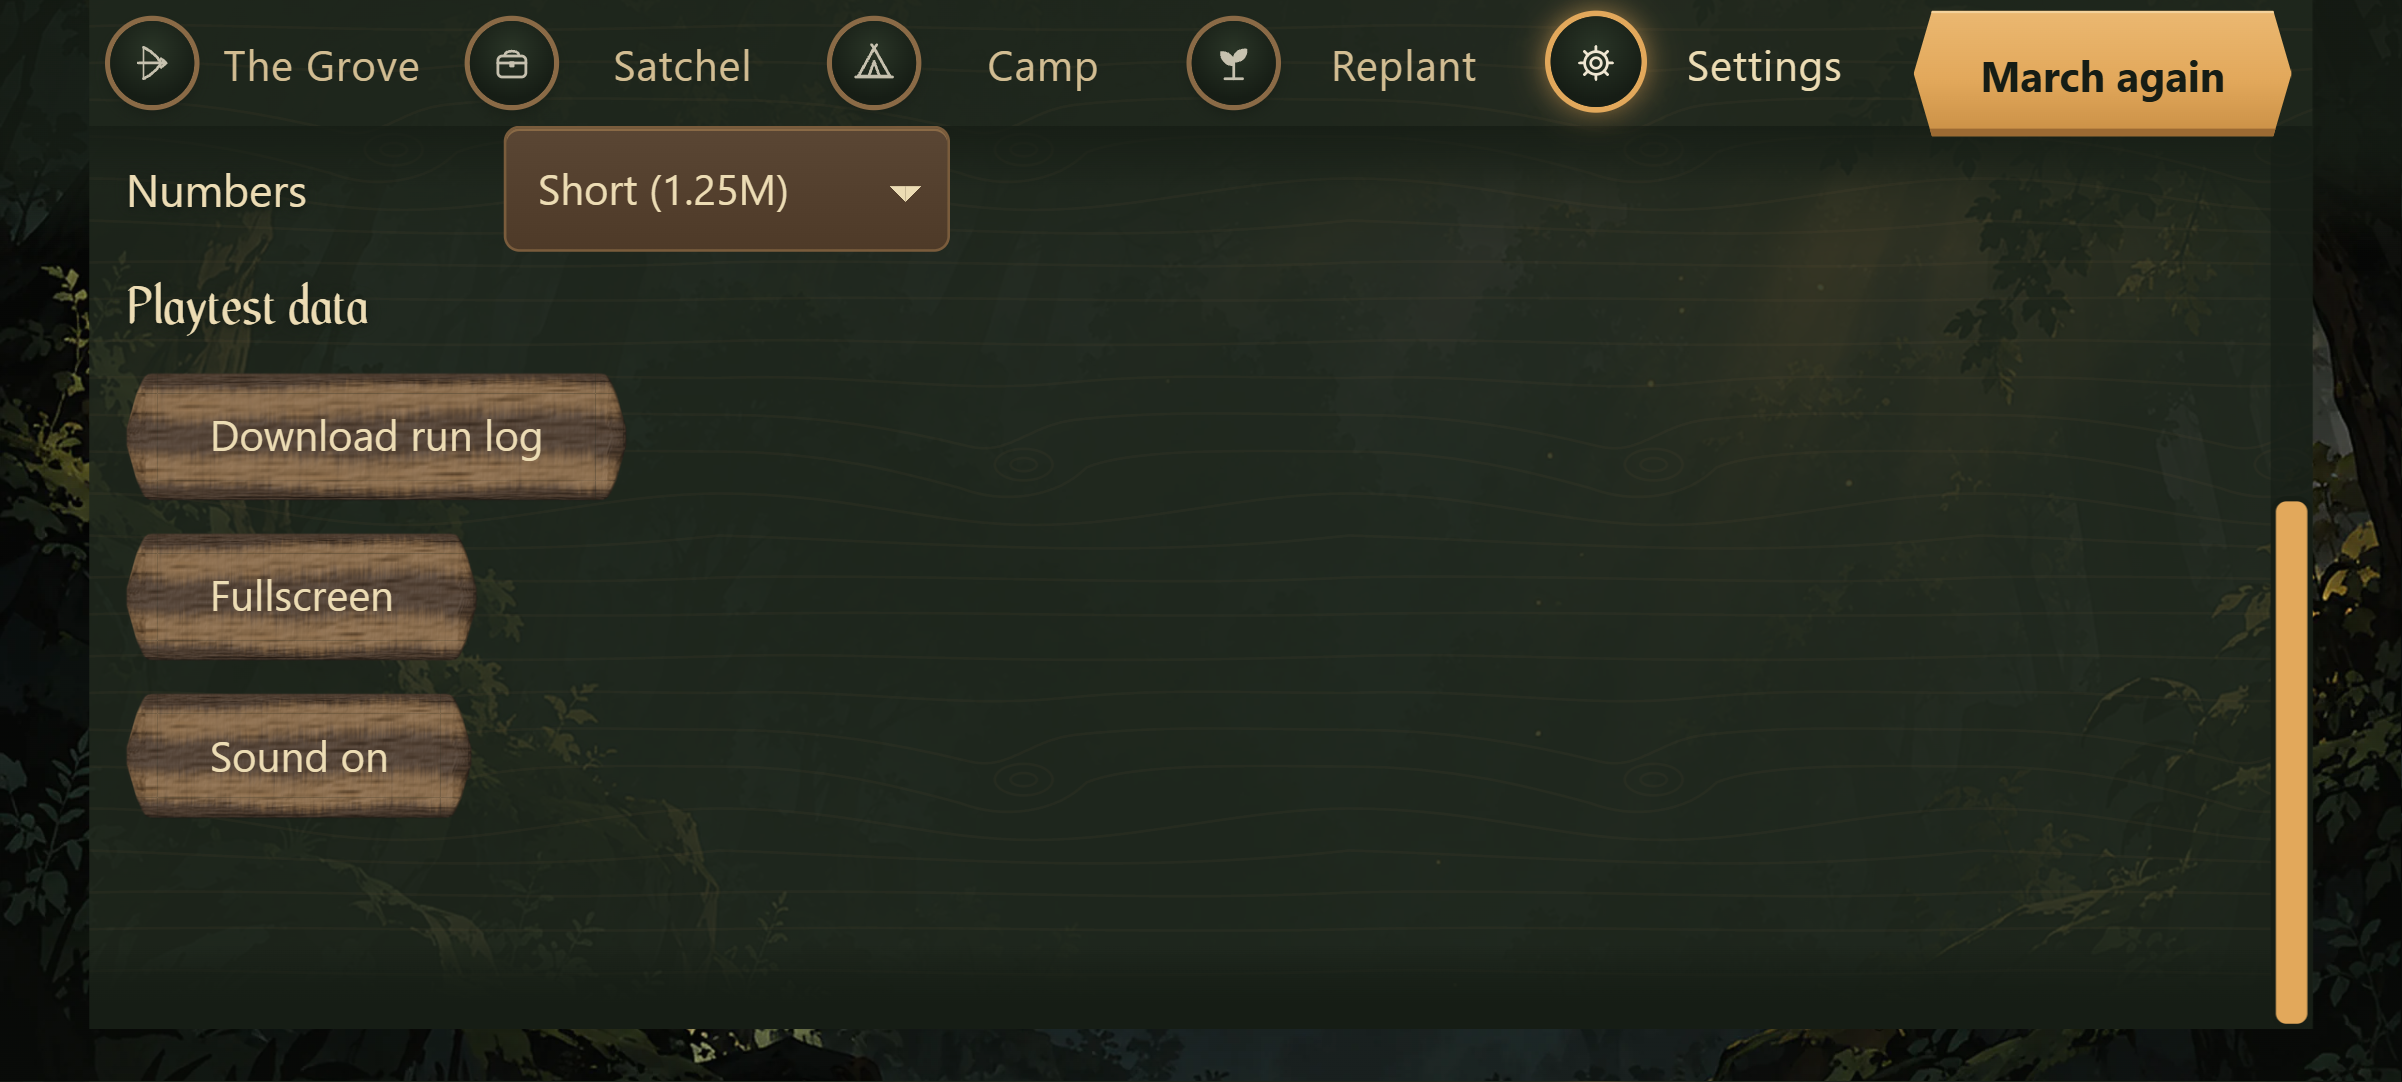 The Grove
Satchel
Camp
Replant
Settings
March again
Numbers
Short (1.25M)
Playtest data
Download run log
Fullscreen
Sound on